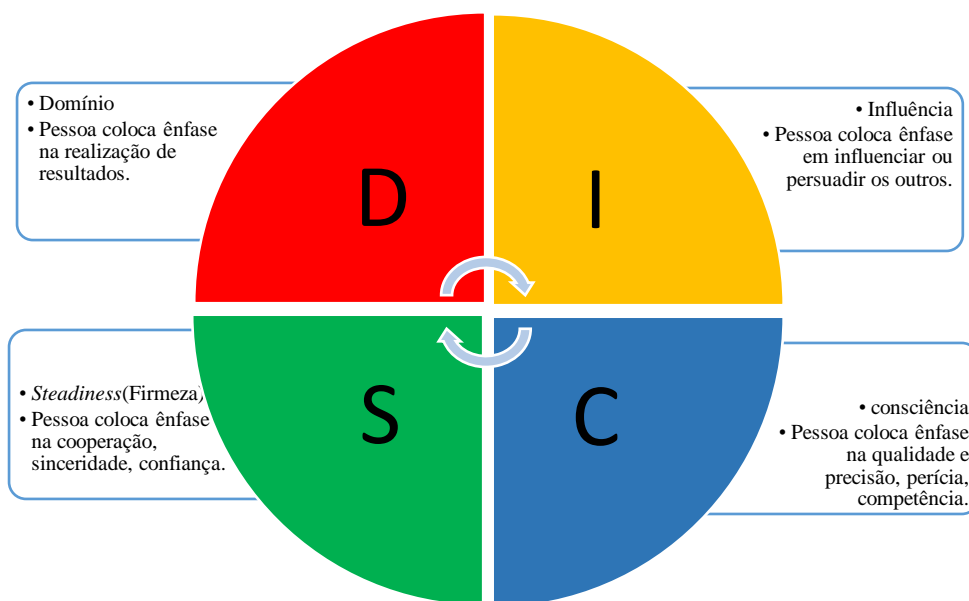 • Domínio
• Pessoa coloca ênfase
na realização de
resultados.
D
I
• Influência
• Pessoa coloca ênfase
em influenciar ou
persuadir os outros.
• Steadiness(Firmeza)
• Pessoa coloca ênfase
na cooperação,
sinceridade, confiança.
S
C
• consciência
• Pessoa coloca ênfase
na qualidade e
precisão, perícia,
competência.